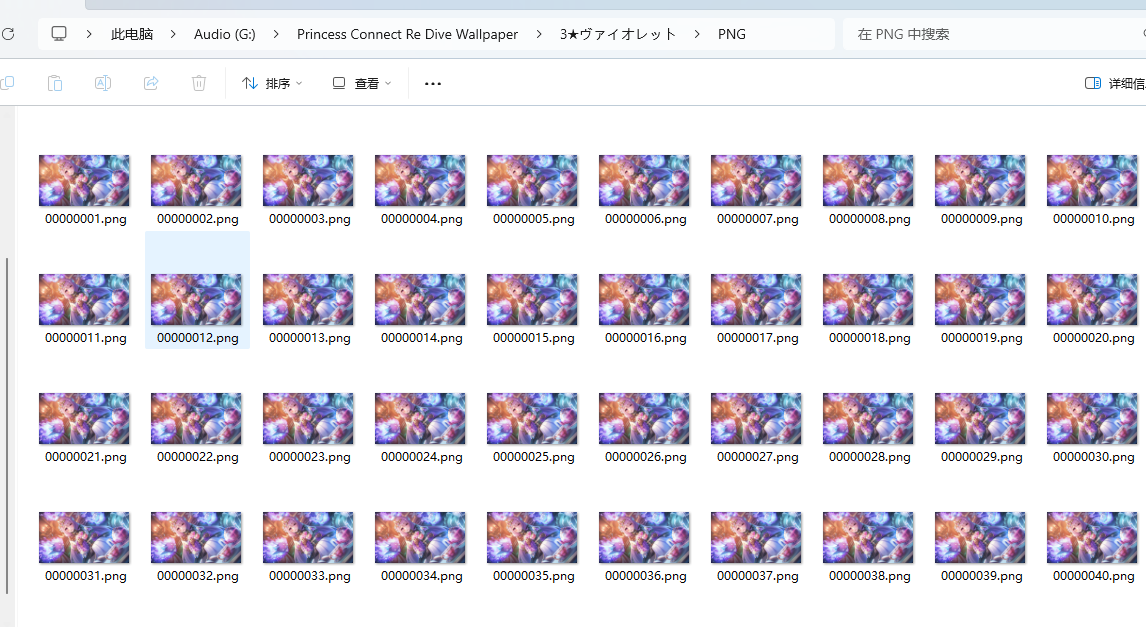 此电脑 > Audio (G:) > Princess Connect Re Dive Wallpaper > 3★ヴァイオレット > PNG
在 PNG 中搜索
排序 查看 ... 详细信
00000001.png 00000002.png 00000003.png 00000004.png 00000005.png 00000006.png 00000007.png 00000008.png 00000009.png 00000010.png
00000011.png 00000012.png 00000013.png 00000014.png 00000015.png 00000016.png 00000017.png 00000018.png 00000019.png 00000020.png
00000021.png 00000022.png 00000023.png 00000024.png 00000025.png 00000026.png 00000027.png 00000028.png 00000029.png 00000030.png
00000031.png 00000032.png 00000033.png 00000034.png 00000035.png 00000036.png 00000037.png 00000038.png 00000039.png 00000040.png